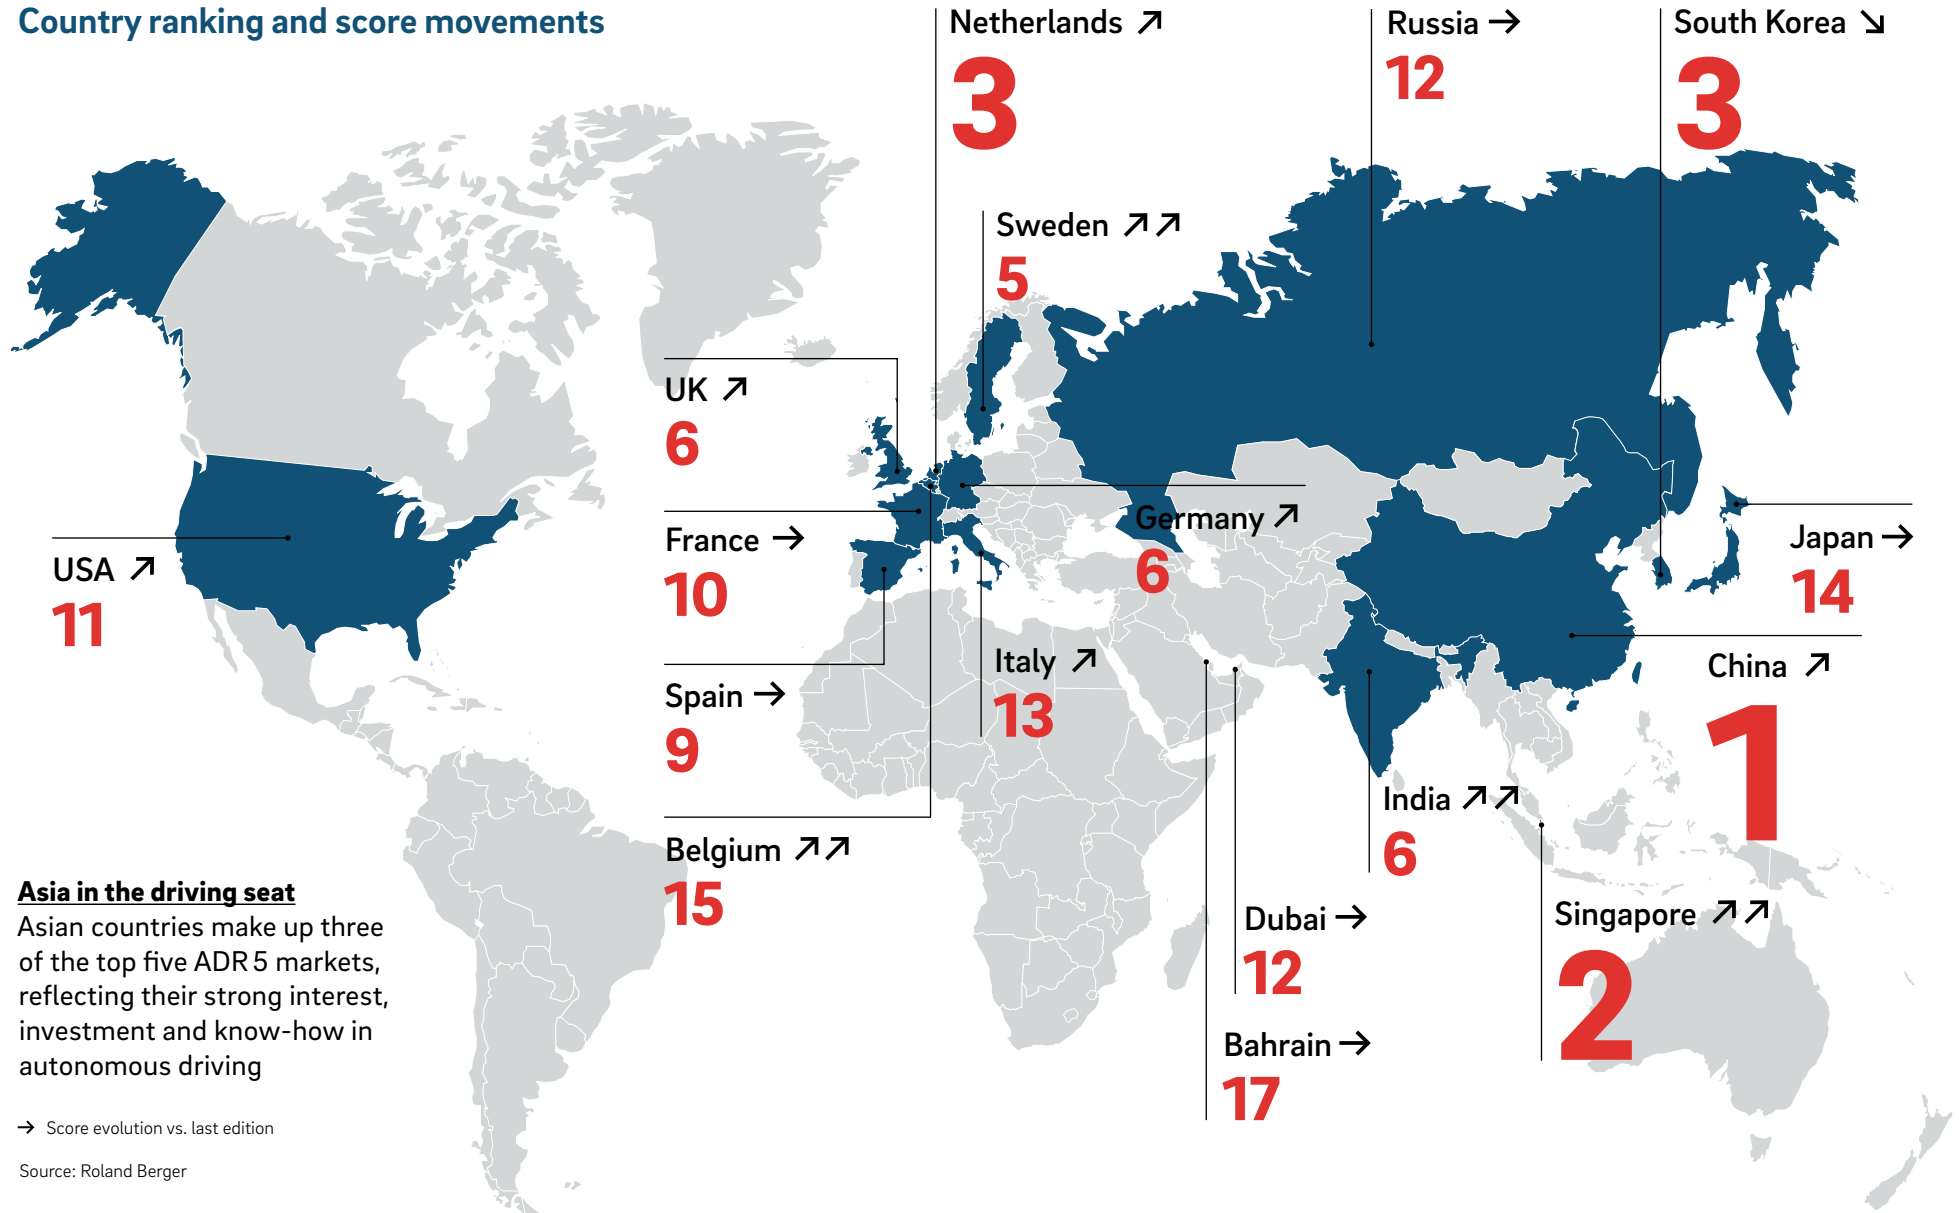 Country ranking and score movements
Netherlands ↗
3
Russia →
12
South Korea ↘
3
Sweden ↗↗
5
UK ↗
6
Germany ↗
6
France →
10
USA ↗
11
Japan →
14
China ↗
1
Italy ↗
13
Spain →
9
India ↗↗
6
Belgium ↗↗
15
Dubai →
12
Singapore ↗↗
2
Bahrain →
17
Asia in the driving seat
Asian countries make up three
of the top five ADR 5 markets,
reflecting their strong interest,
investment and know-how in
autonomous driving
→ Score evolution vs. last edition
Source: Roland Berger